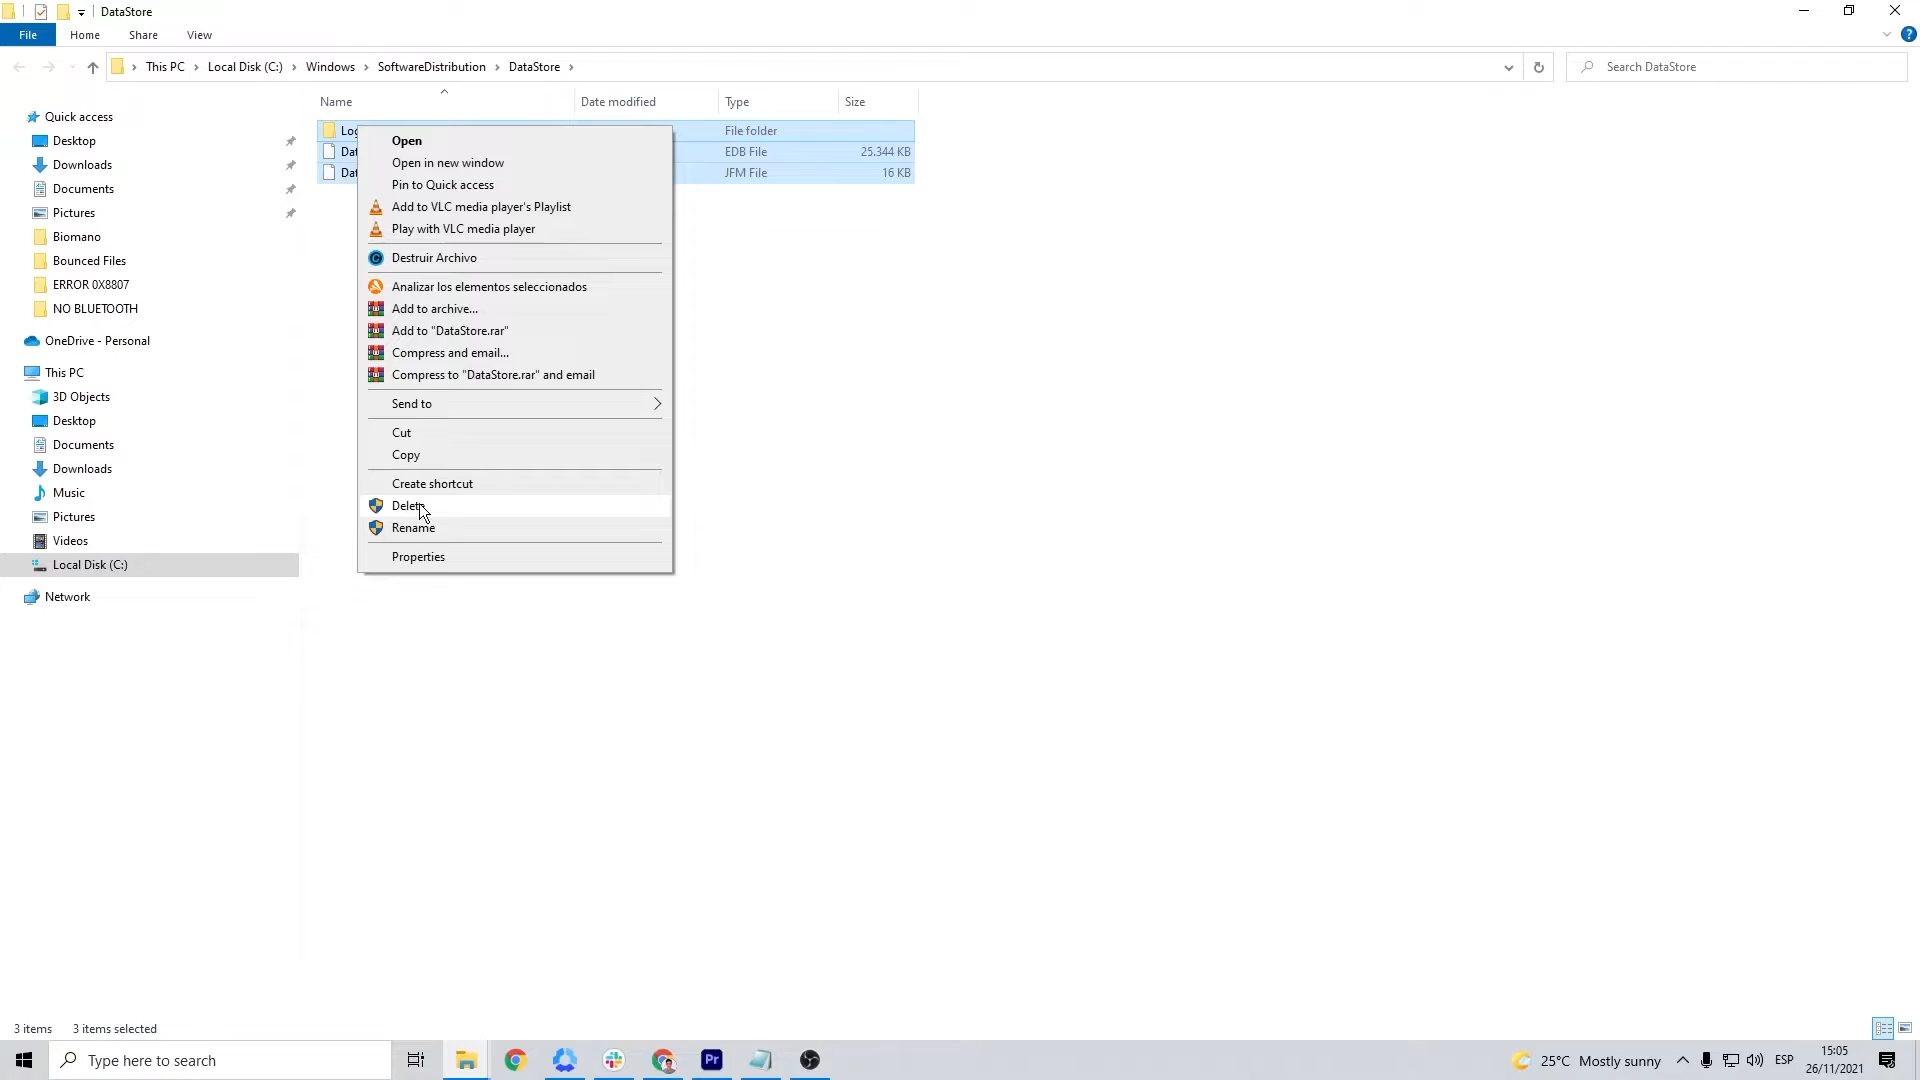 DataStore
File Home Share View
This PC Local Disk (C:) Windows SoftwareDistribution DataStore
Search DataStore
Name Date modified Type Size
Quick access
Desktop
Downloads
Documents
Pictures
Biomano
Bounced Files
ERROR 0X8807
NO BLUETOOTH
OneDrive - Personal
This PC
3D Objects
Desktop
Documents
Downloads
Music
Pictures
Videos
Local Disk (C:)
Network
File folder
EDB File 25.344 KB
JFM File 16 KB
Open
Open in new window
Pin to Quick access
Add to VLC media player's Playlist
Play with VLC media player
Destruir Archivo
Analizar los elementos seleccionados
Add to archive...
Add to "DataStore.rar"
Compress and email...
Compress to "DataStore.rar" and email
Send to
Cut
Copy
Create shortcut
Delete
Rename
Properties
3 items 3 items selected
Type here to search
Pr
25°C Mostly sunny
ESP
15:05
26/11/2021